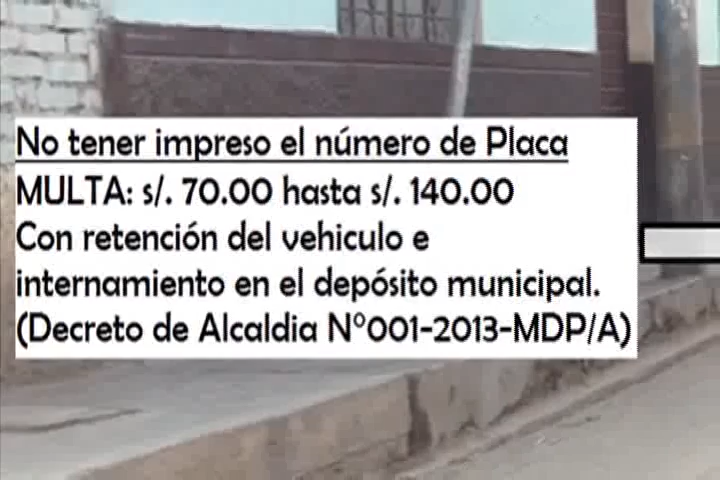 No tener impreso el número de Placa
MULTA: s/. 70.00 hasta s/. 140.00
Con retención del vehiculo e
internamiento en el depósito municipal.
(Decreto de Alcaldia N°001-2013-MDP/A)